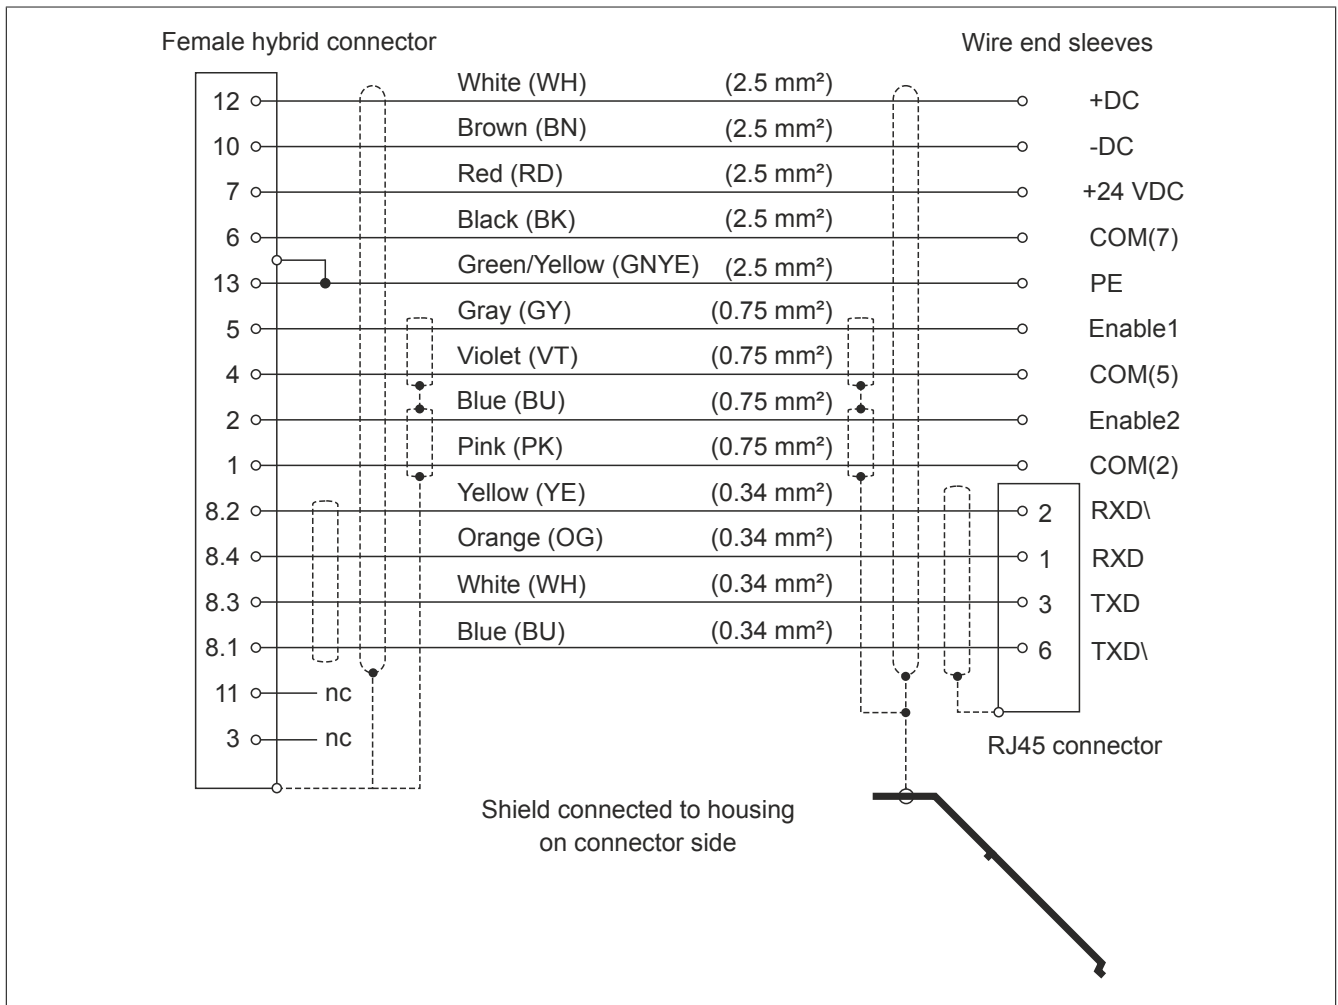 Female hybrid connector Wire end sleeves
12 White (WH) (2.5 mm²) +DC
10 Brown (BN) (2.5 mm²) -DC
7 Red (RD) (2.5 mm²) +24 VDC
6 Black (BK) (2.5 mm²) COM(7)
13 Green/Yellow (GNYE) (2.5 mm²) PE
5 Gray (GY) (0.75 mm²) Enable1
4 Violet (VT) (0.75 mm²) COM(5)
2 Blue (BU) (0.75 mm²) Enable2
1 Pink (PK) (0.75 mm²) COM(2)
8.2 Yellow (YE) (0.34 mm²) 2 RXD\
8.4 Orange (OG) (0.34 mm²) 1 RXD
8.3 White (WH) (0.34 mm²) 3 TXD
8.1 Blue (BU) (0.34 mm²) 6 TXD\
11 nc
3 nc
RJ45 connector
Shield connected to housing
on connector side